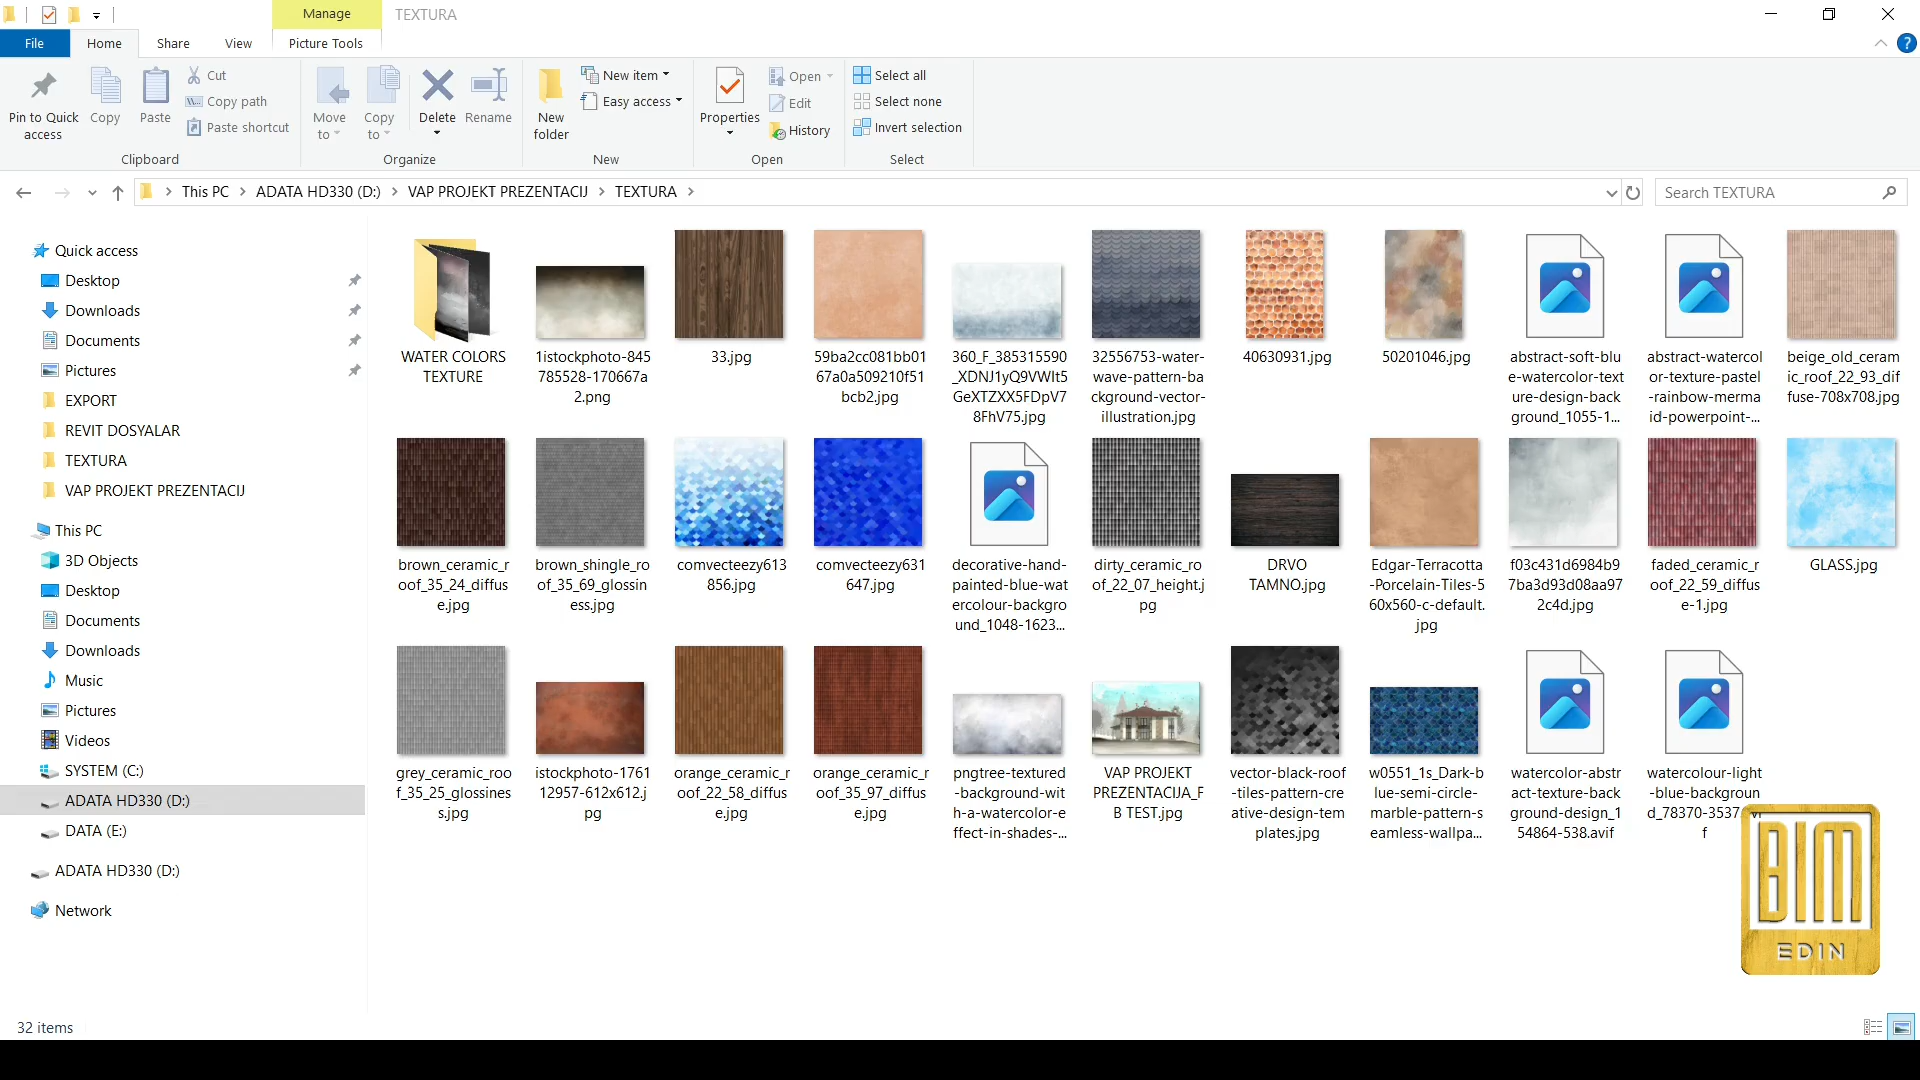 Manage
TEXTURA
File
Home
Share
View
Picture Tools
Pin to Quick access
Copy
Paste
Cut
Copy path
Paste shortcut
Move to
Copy to
Delete
Rename
New folder
New item
Easy access
Properties
Open
Edit
History
Select all
Select none
Invert selection
Clipboard
Organize
New
Open
Select
This PC
ADATA HD330 (D:)
VAP PROJEKT PREZENTACIJ
TEXTURA
Search TEXTURA
Quick access
Desktop
Downloads
Documents
Pictures
EXPORT
REVIT DOSYALAR
TEXTURA
VAP PROJEKT PREZENTACIJ
This PC
3D Objects
Desktop
Documents
Downloads
Music
Pictures
Videos
SYSTEM (C:)
ADATA HD330 (D:)
DATA (E:)
ADATA HD330 (D:)
Network
WATER COLORS
TEXTURE
1istockphoto-845
785528-170667a
2.png
33.jpg
59ba2cc081bb01
67a0a509210f51
bcb2.jpg
360_F_385315590
_XDNJ1yQ9VWIt5
GeXTZXX5FDpV7
8FhV75.jpg
32556753-water-
wave-pattern-ba
ckground-vector-
illustration.jpg
40630931.jpg
50201046.jpg
abstract-soft-blu
e-watercolor-text
ure-design-back
ground_1055-1...
abstract-watercol
or-texture-pastel
-rainbow-merma
id-powerpoint-...
beige_old_ceram
ic_roof_22_93_dif
fuse-708x708.jpg
brown_ceramic_r
oof_35_24_diffus
e.jpg
brown_shingle_ro
of_35_69_glossin
ess.jpg
comvecteezy613
856.jpg
comvecteezy631
647.jpg
decorative-hand-
painted-blue-wat
ercolour-backgro
und_1048-1623...
dirty_ceramic_ro
of_22_07_height.j
pg
DRVO
TAMNO.jpg
Edgar-Terracotta
-Porcelain-Tiles-5
60x560-c-default.
jpg
f03c431d6984b9
7ba3d93d08aa97
2c4d.jpg
faded_ceramic_r
oof_22_59_diffus
e-1.jpg
GLASS.jpg
grey_ceramic_roo
f_35_25_glossines
s.jpg
istockphoto-1761
12957-612x612.j
pg
orange_ceramic_r
oof_22_58_diffus
e.jpg
orange_ceramic_r
oof_35_97_diffus
e.jpg
pngtree-textured
-background-wit
h-a-watercolor-e
ffect-in-shades-...
VAP PROJEKT
PREZENTACIJA_F
B TEST.jpg
vector-black-roof
-tiles-pattern-cre
ative-design-tem
plates.jpg
w0551_1s_Dark-b
lue-semi-circle-
marble-pattern-s
eamless-wallpa...
watercolor-abstr
act-texture-back
ground-design_1
54864-538.avif
watercolour-light
-blue-backgroun
d_78370-3537
f
BIM
EDIN
32 items